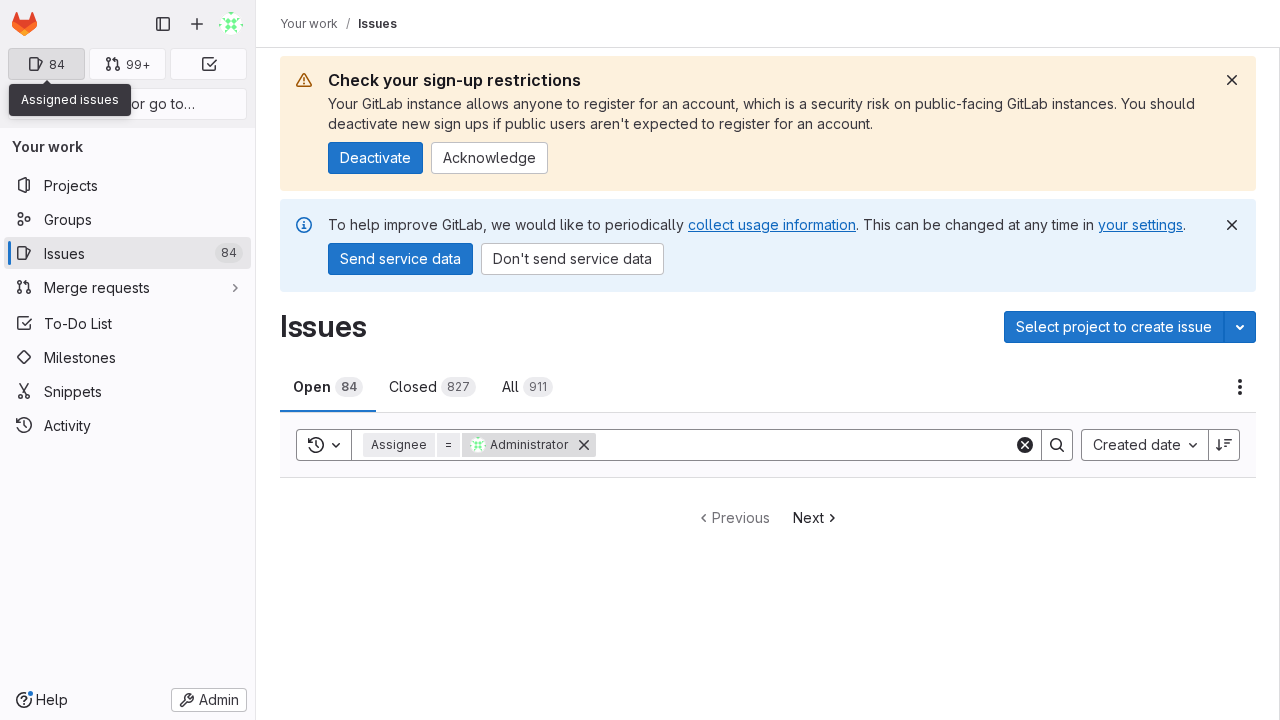 84
99+
Assigned issues
or go to…
Your work
Projects
Groups
Issues
84
Merge requests
To-Do List
Milestones
Snippets
Activity
Help
Admin
Your work / Issues
Check your sign-up restrictions
Your GitLab instance allows anyone to register for an account, which is a security risk on public-facing GitLab instances. You should
deactivate new sign ups if public users aren't expected to register for an account.
Deactivate
Acknowledge
To help improve GitLab, we would like to periodically collect usage information. This can be changed at any time in your settings.
Send service data
Don't send service data
Issues
Select project to create issue
Open 84
Closed 827
All 911
Assignee = Administrator
Created date
Previous
Next